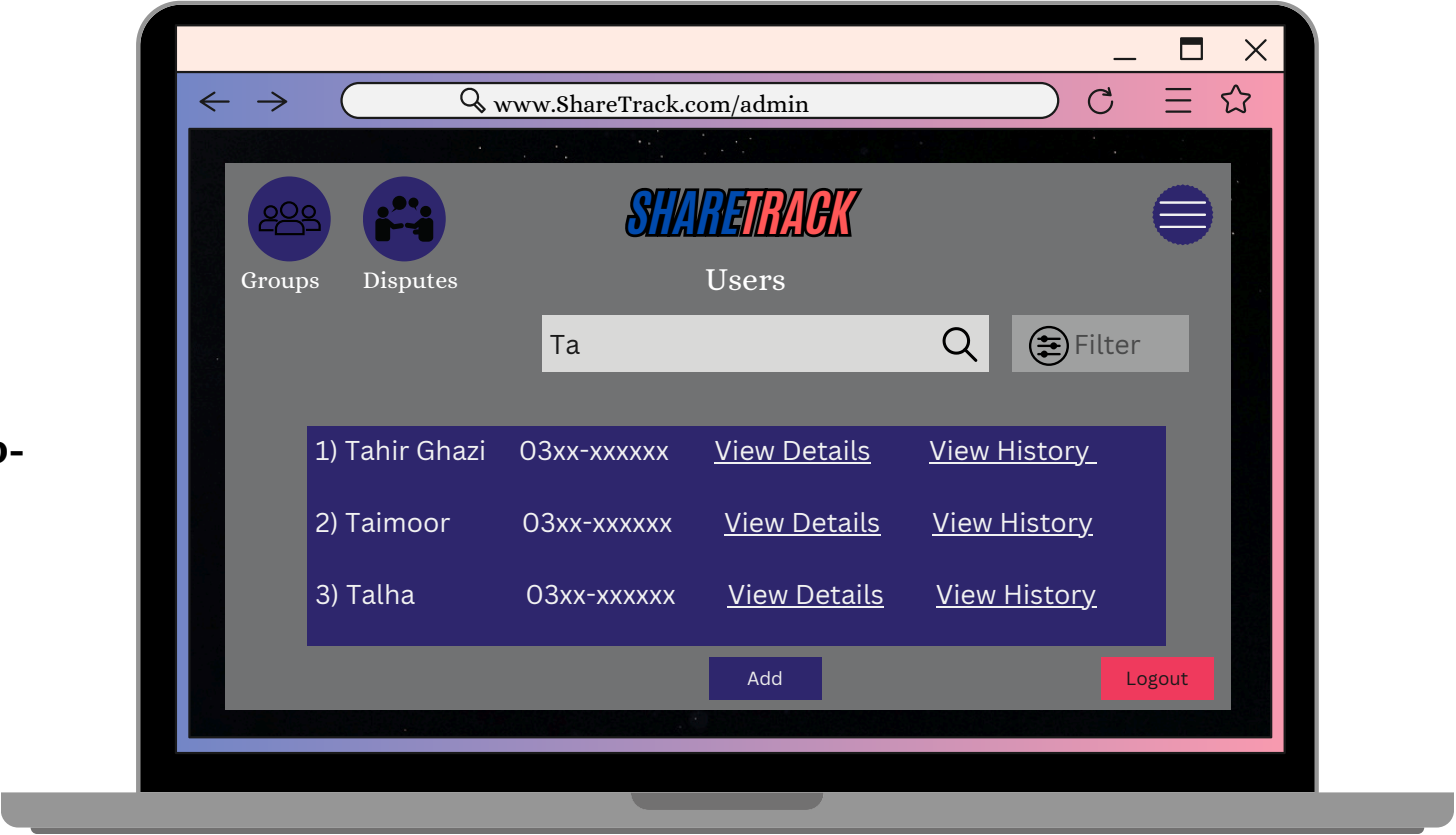 www.ShareTrack.com/admin
SHARETRACK
Groups Disputes
Users
Ta Filter
1) Tahir Ghazi 03xx-xxxxxx View Details View History
2) Taimoor 03xx-xxxxxx View Details View History
3) Talha 03xx-xxxxxx View Details View History
Add Logout